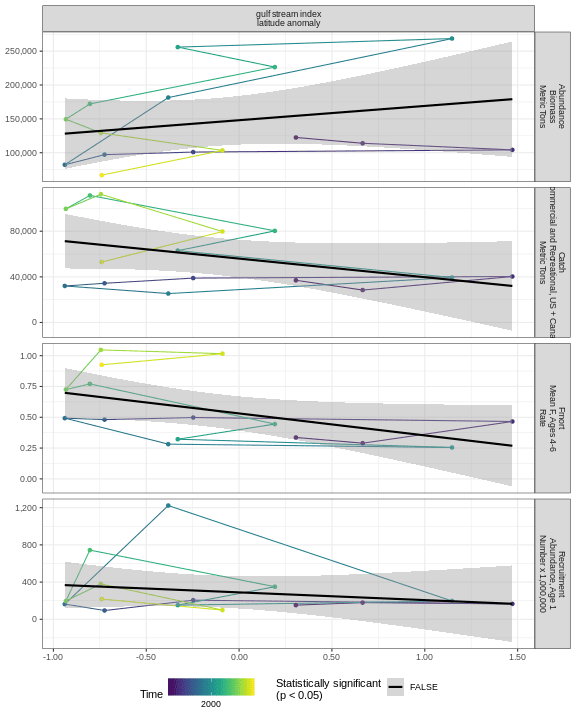 gulf stream index
latitude anomaly
250,000
200,000
150,000
100,000
Abundance
Biomass
Metric Tons
80,000
40,000
0
Catch
and Recreational, US +
Metric Tons
1.00
0.75
0.50
0.25
0.00
Fmort
Mean F, Ages 4-6
Rate
1,200
800
400
0
Recruitment
Abundance, Age 1
Number x 1,000,000
-1.00
-0.50
0.00
0.50
1.00
1.50
Time
2000
Statistically significant
(p < 0.05)
FALSE